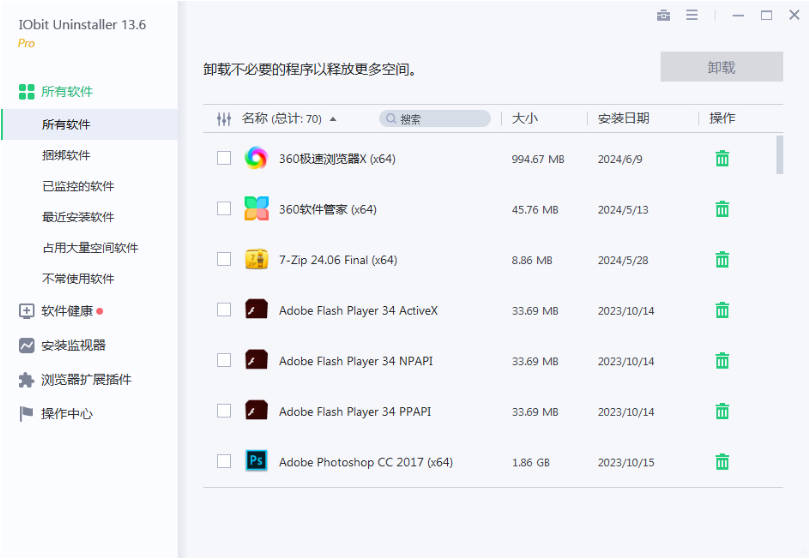 IObit Uninstaller 13.6
Pro
卸载不必要的程序以释放更多空间。
卸载
所有软件
所有软件
捆绑软件
已监控的软件
最近安装软件
占用大量空间软件
不常使用软件
软件健康
安装监视器
浏览器扩展插件
操作中心
名称 (总计: 70) 搜索 大小 安装日期 操作
360极速浏览器X (x64) 994.67 MB 2024/6/9
360软件管家 (x64) 45.76 MB 2024/5/13
7-Zip 24.06 Final (x64) 8.86 MB 2024/5/28
Adobe Flash Player 34 ActiveX 33.69 MB 2023/10/14
Adobe Flash Player 34 NPAPI 33.69 MB 2023/10/14
Adobe Flash Player 34 PPAPI 33.69 MB 2023/10/14
Ps Adobe Photoshop CC 2017 (x64) 1.86 GB 2023/10/15